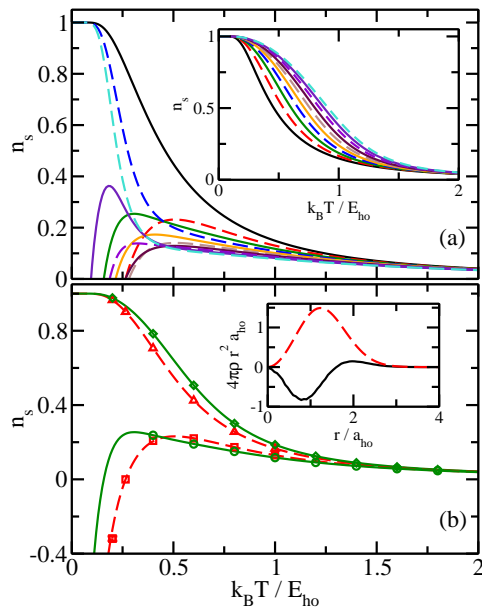 1
0.8
0.6
0.4
0.2
0
n_s
(a)
1
0.5
0
n_s
0 1 2
k_B T / E_ho
0.8
0.4
0
-0.4
n_s
(b)
1
0
-1
4πρ r^2 a_ho
0 2 4
r / a_ho
0 0.5 1 1.5 2
k_B T / E_ho